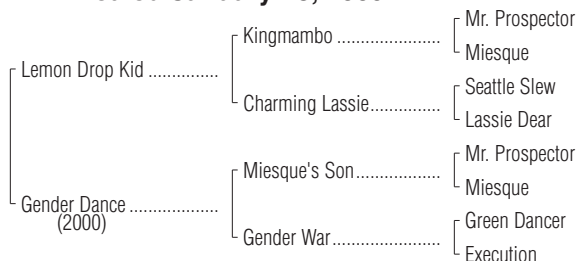 Mr. Prospector
Kingmambo ..................
Miesque
Lemon Drop Kid ...............
Seattle Slew
Charming Lassie...............
Lassie Dear
Mr. Prospector
Miesque's Son..................
Miesque
Gender Dance ...................
(2000)
Green Dancer
Gender War.......................
Execution